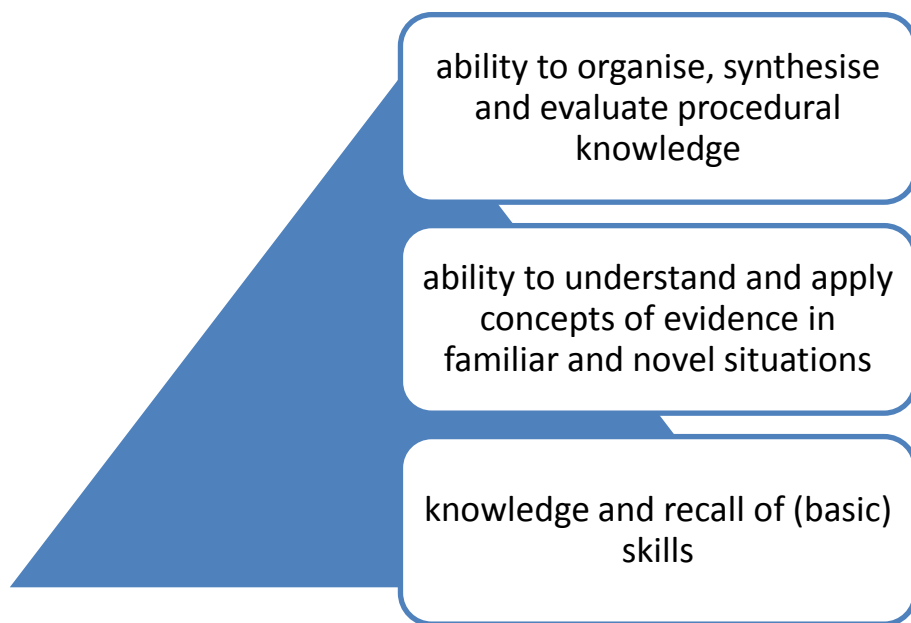 ability to organise, synthesise
and evaluate procedural
knowledge
ability to understand and apply
concepts of evidence in
familiar and novel situations
knowledge and recall of (basic)
skills